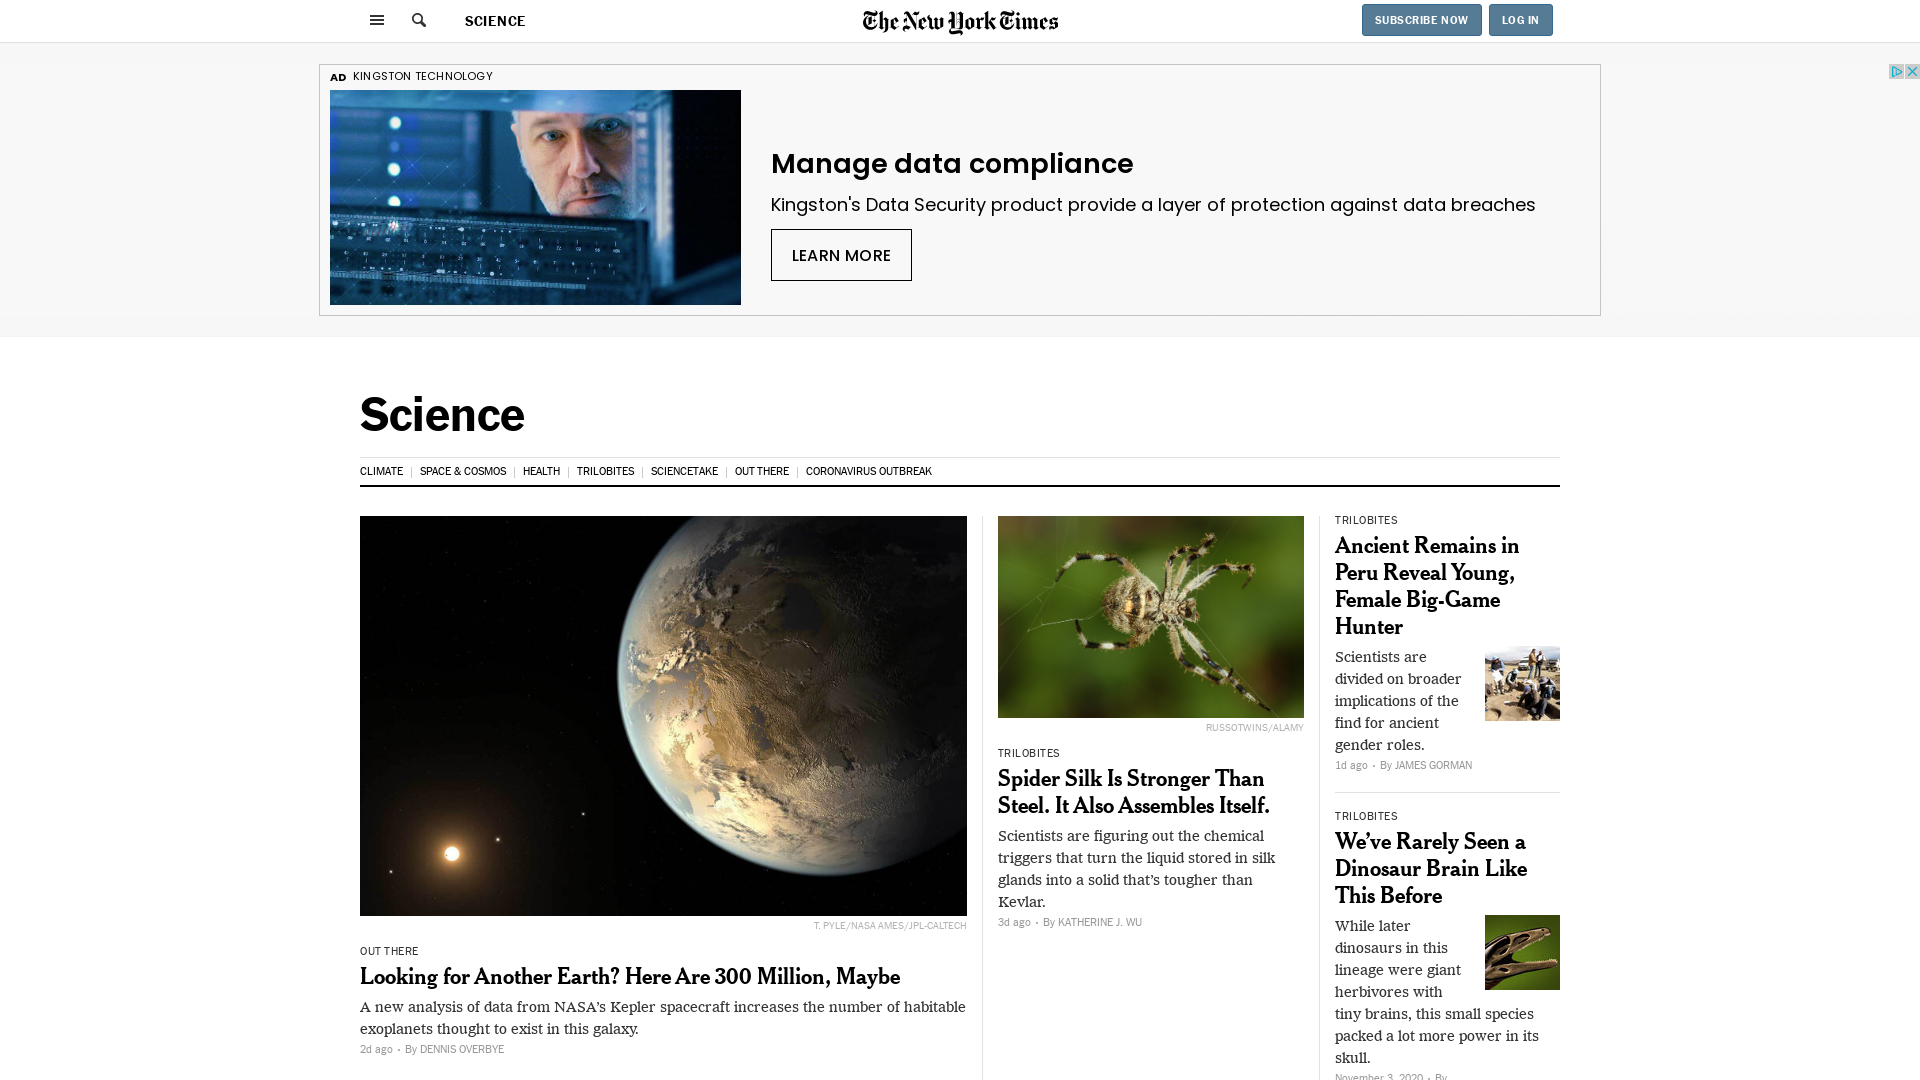 SCIENCE
The New York Times
SUBSCRIBE NOW
LOG IN
AD KINGSTON TECHNOLOGY
Manage data compliance
Kingston's Data Security product provide a layer of protection against data breaches
LEARN MORE
Science
CLIMATE
SPACE & COSMOS
HEALTH
TRILOBITES
SCIENCETAKE
OUT THERE
CORONAVIRUS OUTBREAK
T. PYLE/NASA AMES/JPL-CALTECH
OUT THERE
Looking for Another Earth? Here Are 300 Million, Maybe
A new analysis of data from NASA’s Kepler spacecraft increases the number of habitable
exoplanets thought to exist in this galaxy.
2d ago • By DENNIS OVERBYE
RUSSOTWINS/ALAMY
TRILOBITES
Spider Silk Is Stronger Than
Steel. It Also Assembles Itself.
Scientists are figuring out the chemical
triggers that turn the liquid stored in silk
glands into a solid that’s tougher than
Kevlar.
3d ago • By KATHERINE J. WU
TRILOBITES
Ancient Remains in
Peru Reveal Young,
Female Big-Game
Hunter
Scientists are
divided on broader
implications of the
find for ancient
gender roles.
1d ago • By JAMES GORMAN
TRILOBITES
We’ve Rarely Seen a
Dinosaur Brain Like
This Before
While later
dinosaurs in this
lineage were giant
herbivores with
tiny brains, this small species
packed a lot more power in its
skull.
November 3, 2020 • By